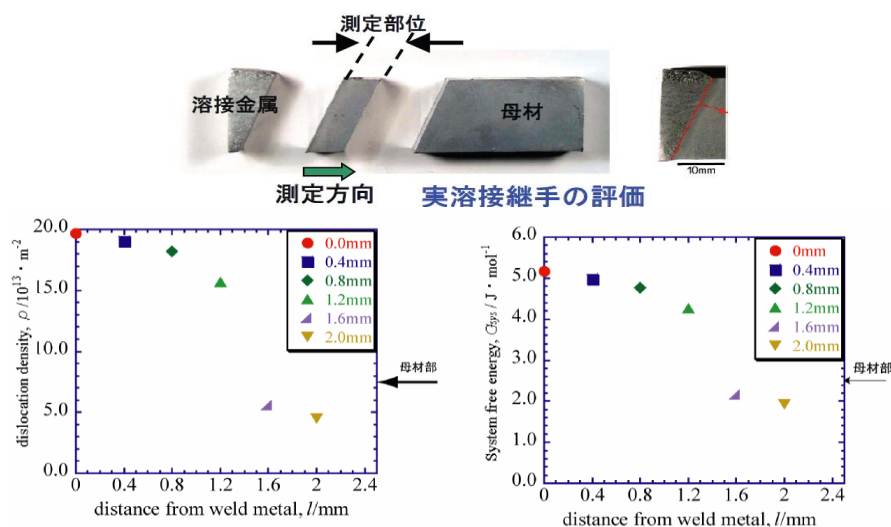 測定部位
溶接金属
母材
10mm
測定方向
実溶接継手の評価
dislocation density, ρ/10¹³・m⁻²
20.0
15.0
10.0
5.0
0.0
0 0.4 0.8 1.2 1.6 2 2.4
distance from weld metal, l/mm
0.0mm
0.4mm
0.8mm
1.2mm
1.6mm
2.0mm
母材部
System free energy, Gsys / J・mol⁻¹
6.0
5.0
4.0
3.0
2.0
1.0
0.0
0 0.4 0.8 1.2 1.6 2 2.4
distance from weld metal, l/mm
0mm
0.4mm
0.8mm
1.2mm
1.6mm
2.0mm
母材部